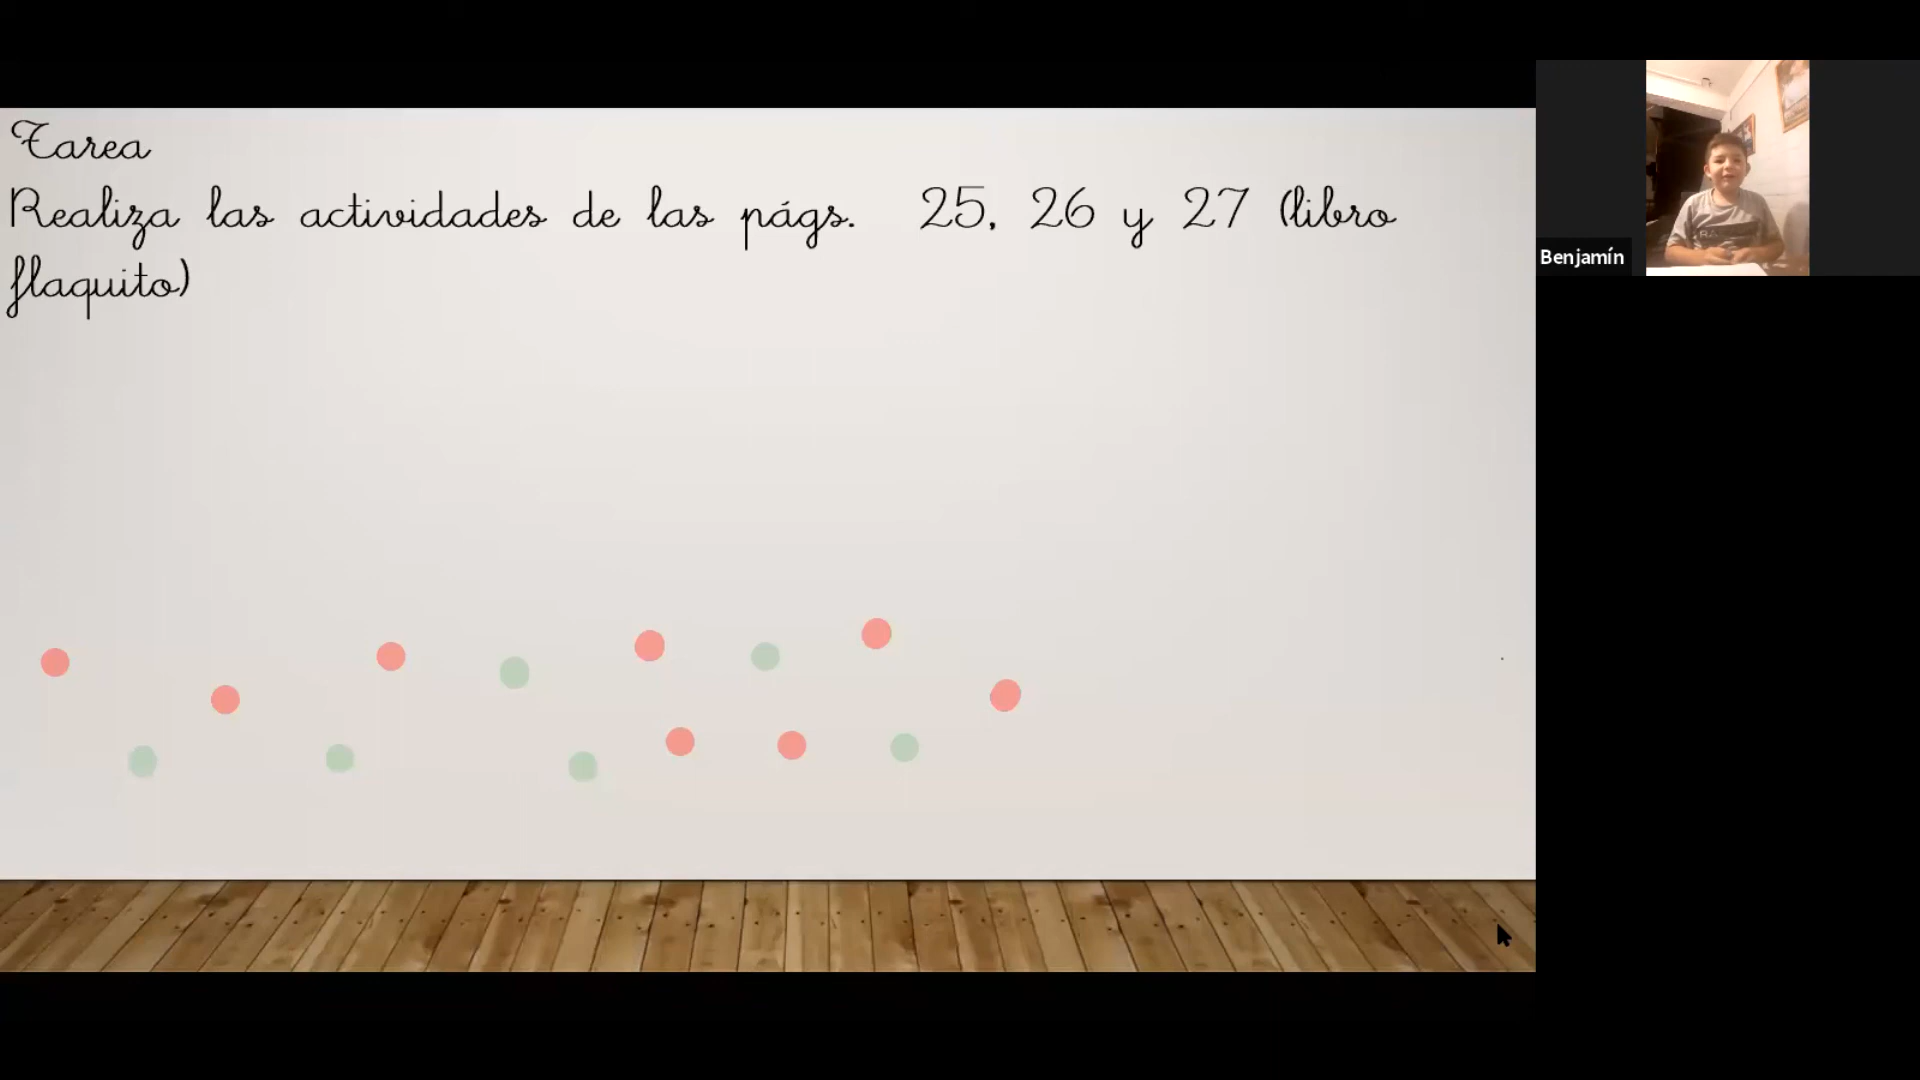 Tarea
Realiza las actividades de las págs. 25, 26 y 27 (libro
flaquito)
Benjamín